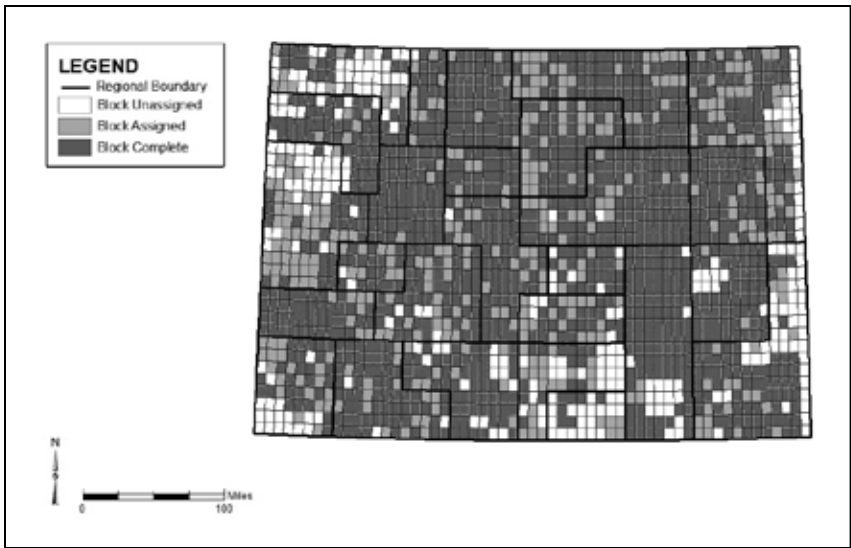 LEGEND
Regional Boundary
Block Unassigned
Block Assigned
Block Complete
N
Miles
0
100